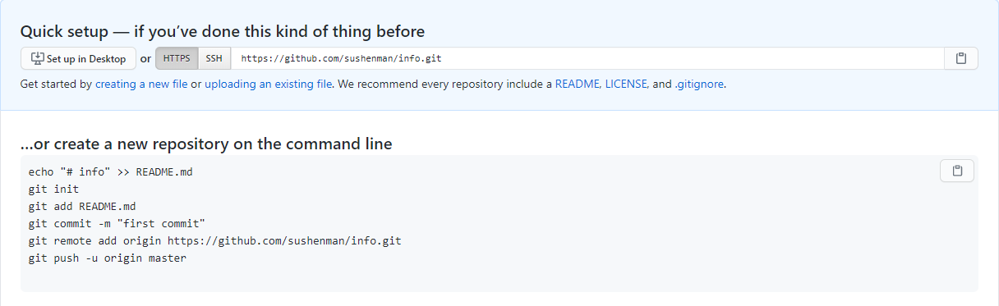 Quick setup — if you’ve done this kind of thing before
Set up in Desktop or HTTPS SSH https://github.com/sushenman/info.git
Get started by creating a new file or uploading an existing file. We recommend every repository include a README, LICENSE, and .gitignore.
…or create a new repository on the command line
echo "# info" >> README.md
git init
git add README.md
git commit -m "first commit"
git remote add origin https://github.com/sushenman/info.git
git push -u origin master